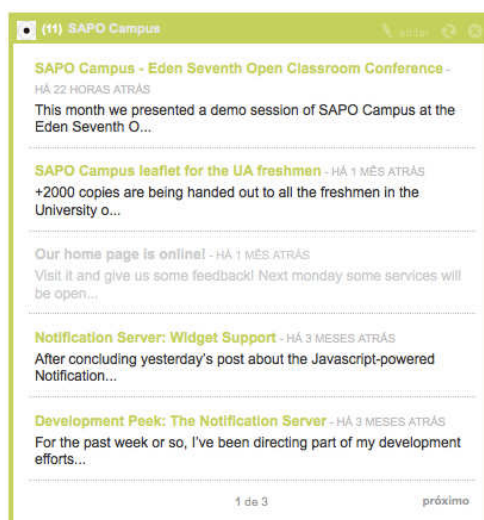 (11) SAPO Campus editar
SAPO Campus - Eden Seventh Open Classroom Conference -
HÁ 22 HORAS ATRÁS
This month we presented a demo session of SAPO Campus at the
Eden Seventh O...
SAPO Campus leaflet for the UA freshmen - HÁ 1 MÊS ATRÁS
+2000 copies are being handed out to all the freshmen in the
University o...
Our home page is online! - HÁ 1 MÊS ATRÁS
Visit it and give us some feedback! Next monday some services will
be open...
Notification Server: Widget Support - HÁ 3 MESES ATRÁS
After concluding yesterday's post about the Javascript-powered
Notification...
Development Peek: The Notification Server - HÁ 3 MESES ATRÁS
For the past week or so, I've been directing part of my development
efforts...
1 de 3 próximo